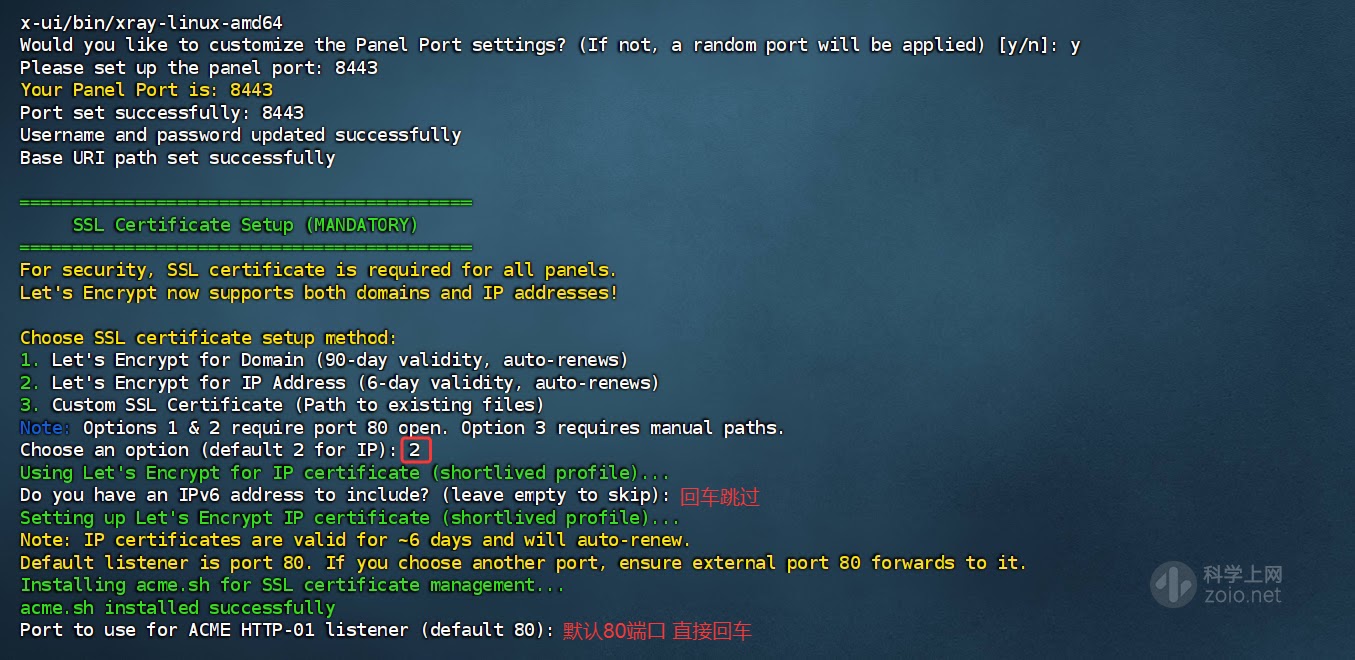 x-ui/bin/xray-linux-amd64
Would you like to customize the Panel Port settings? (If not, a random port will be applied) [y/n]: y
Please set up the panel port: 8443
Your Panel Port is: 8443
Port set successfully: 8443
Username and password updated successfully
Base URI path set successfully
═══════════════════════════════════════════
SSL Certificate Setup (MANDATORY)
═══════════════════════════════════════════
For security, SSL certificate is required for all panels.
Let's Encrypt now supports both domains and IP addresses!
Choose SSL certificate setup method:
1. Let's Encrypt for Domain (90-day validity, auto-renews)
2. Let's Encrypt for IP Address (6-day validity, auto-renews)
3. Custom SSL Certificate (Path to existing files)
Note: Options 1 & 2 require port 80 open. Option 3 requires manual paths.
Choose an option (default 2 for IP): 2
Using Let's Encrypt for IP certificate (shortlived profile)...
Do you have an IPv6 address to include? (leave empty to skip): 回车跳过
Setting up Let's Encrypt IP certificate (shortlived profile)...
Note: IP certificates are valid for ~6 days and will auto-renew.
Default listener is port 80. If you choose another port, ensure external port 80 forwards to it.
Installing acme.sh for SSL certificate management...
acme.sh installed successfully
Port to use for ACME HTTP-01 listener (default 80): 默认80端口 直接回车
科学上网
zoio.net